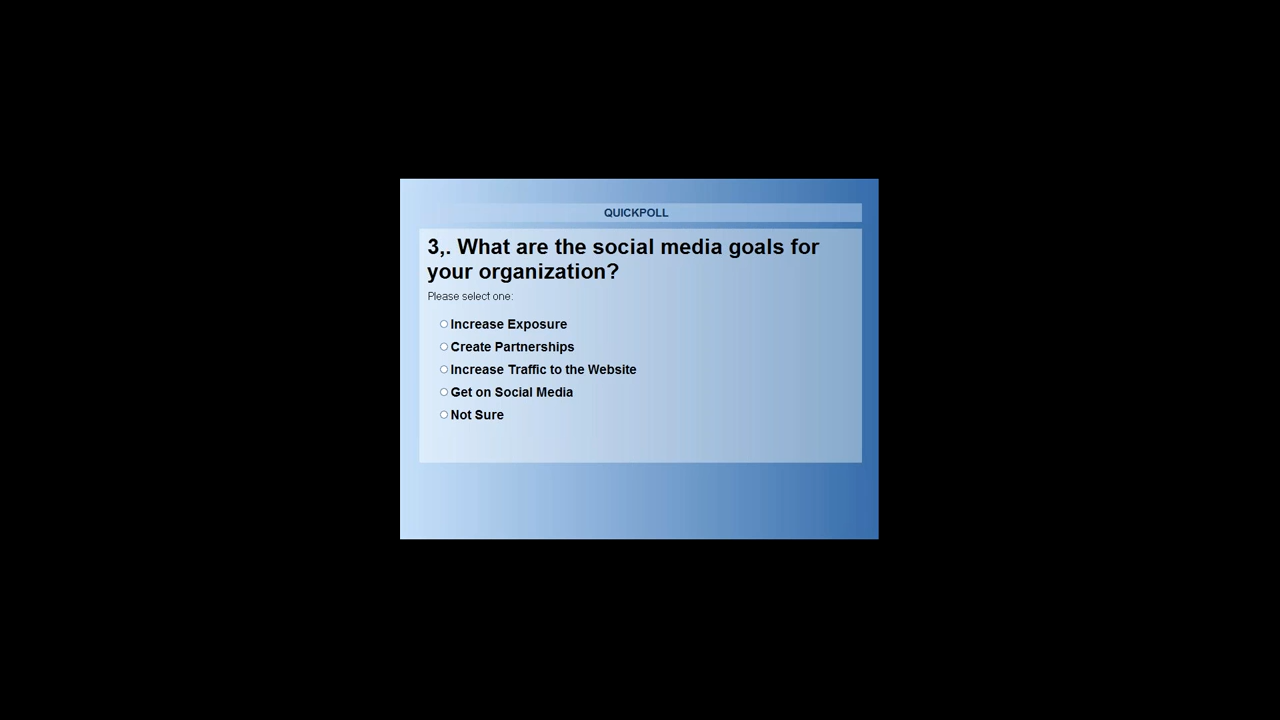 QUICKPOLL
3,. What are the social media goals for
your organization?
Please select one:
Increase Exposure
Create Partnerships
Increase Traffic to the Website
Get on Social Media
Not Sure